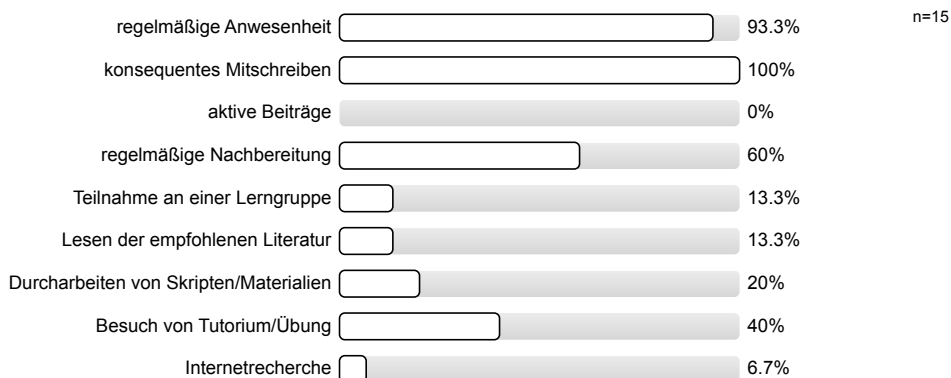 regelmäßige Anwesenheit 93.3% n=15
konsequentes Mitschreiben 100%
aktive Beiträge 0%
regelmäßige Nachbereitung 60%
Teilnahme an einer Lerngruppe 13.3%
Lesen der empfohlenen Literatur 13.3%
Durcharbeiten von Skripten/Materialien 20%
Besuch von Tutorium/Übung 40%
Internetrecherche 6.7%